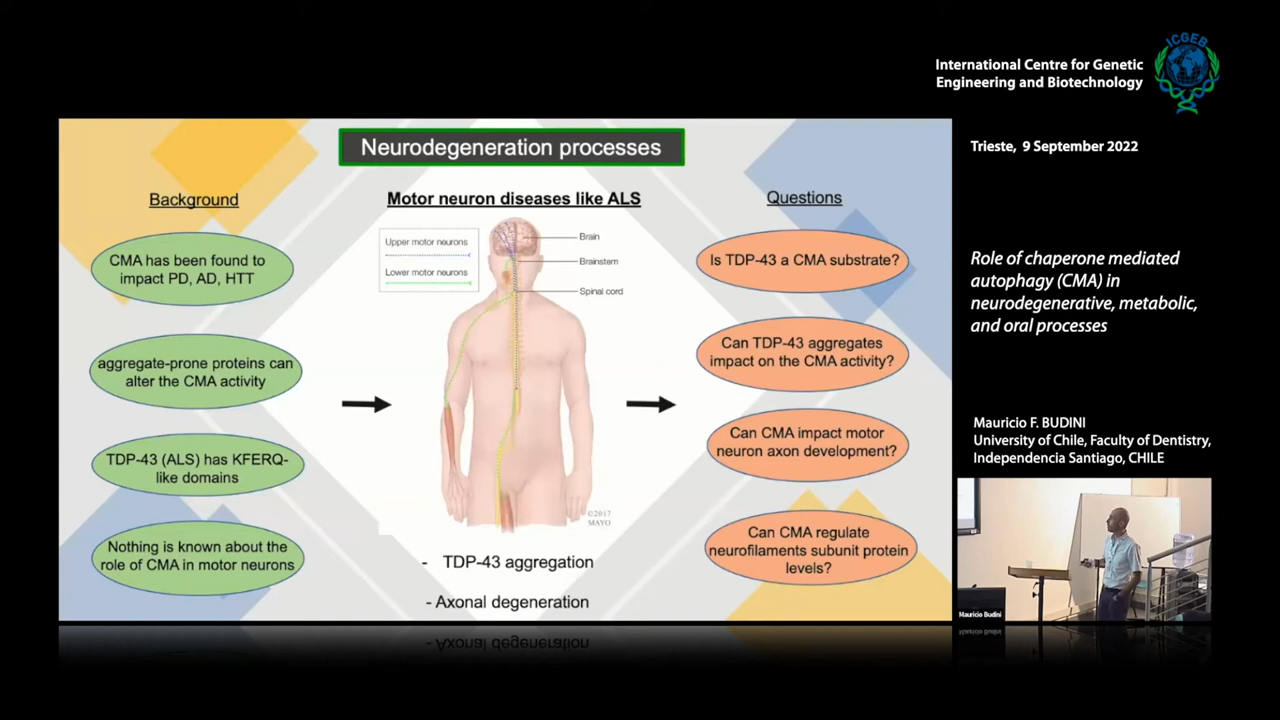 ICGEB
International Centre for Genetic
Engineering and Biotechnology
Trieste, 9 September 2022
Role of chaperone mediated
autophagy (CMA) in
neurodegenerative, metabolic,
and oral processes
Mauricio F. BUDINI
University of Chile, Faculty of Dentistry,
Independencia Santiago, CHILE
Mauricio Budini
Neurodegeneration processes
Background
CMA has been found to
impact PD, AD, HTT
aggregate-prone proteins can
alter the CMA activity
TDP-43 (ALS) has KFERQ-
like domains
Nothing is known about the
role of CMA in motor neurons
Motor neuron diseases like ALS
Upper motor neurons
Lower motor neurons
Brain
Brainstem
Spinal cord
©2017
MAYO
- TDP-43 aggregation
- Axonal degeneration
Questions
Is TDP-43 a CMA substrate?
Can TDP-43 aggregates
impact on the CMA activity?
Can CMA impact motor
neuron axon development?
Can CMA regulate
neurofilaments subunit protein
levels?